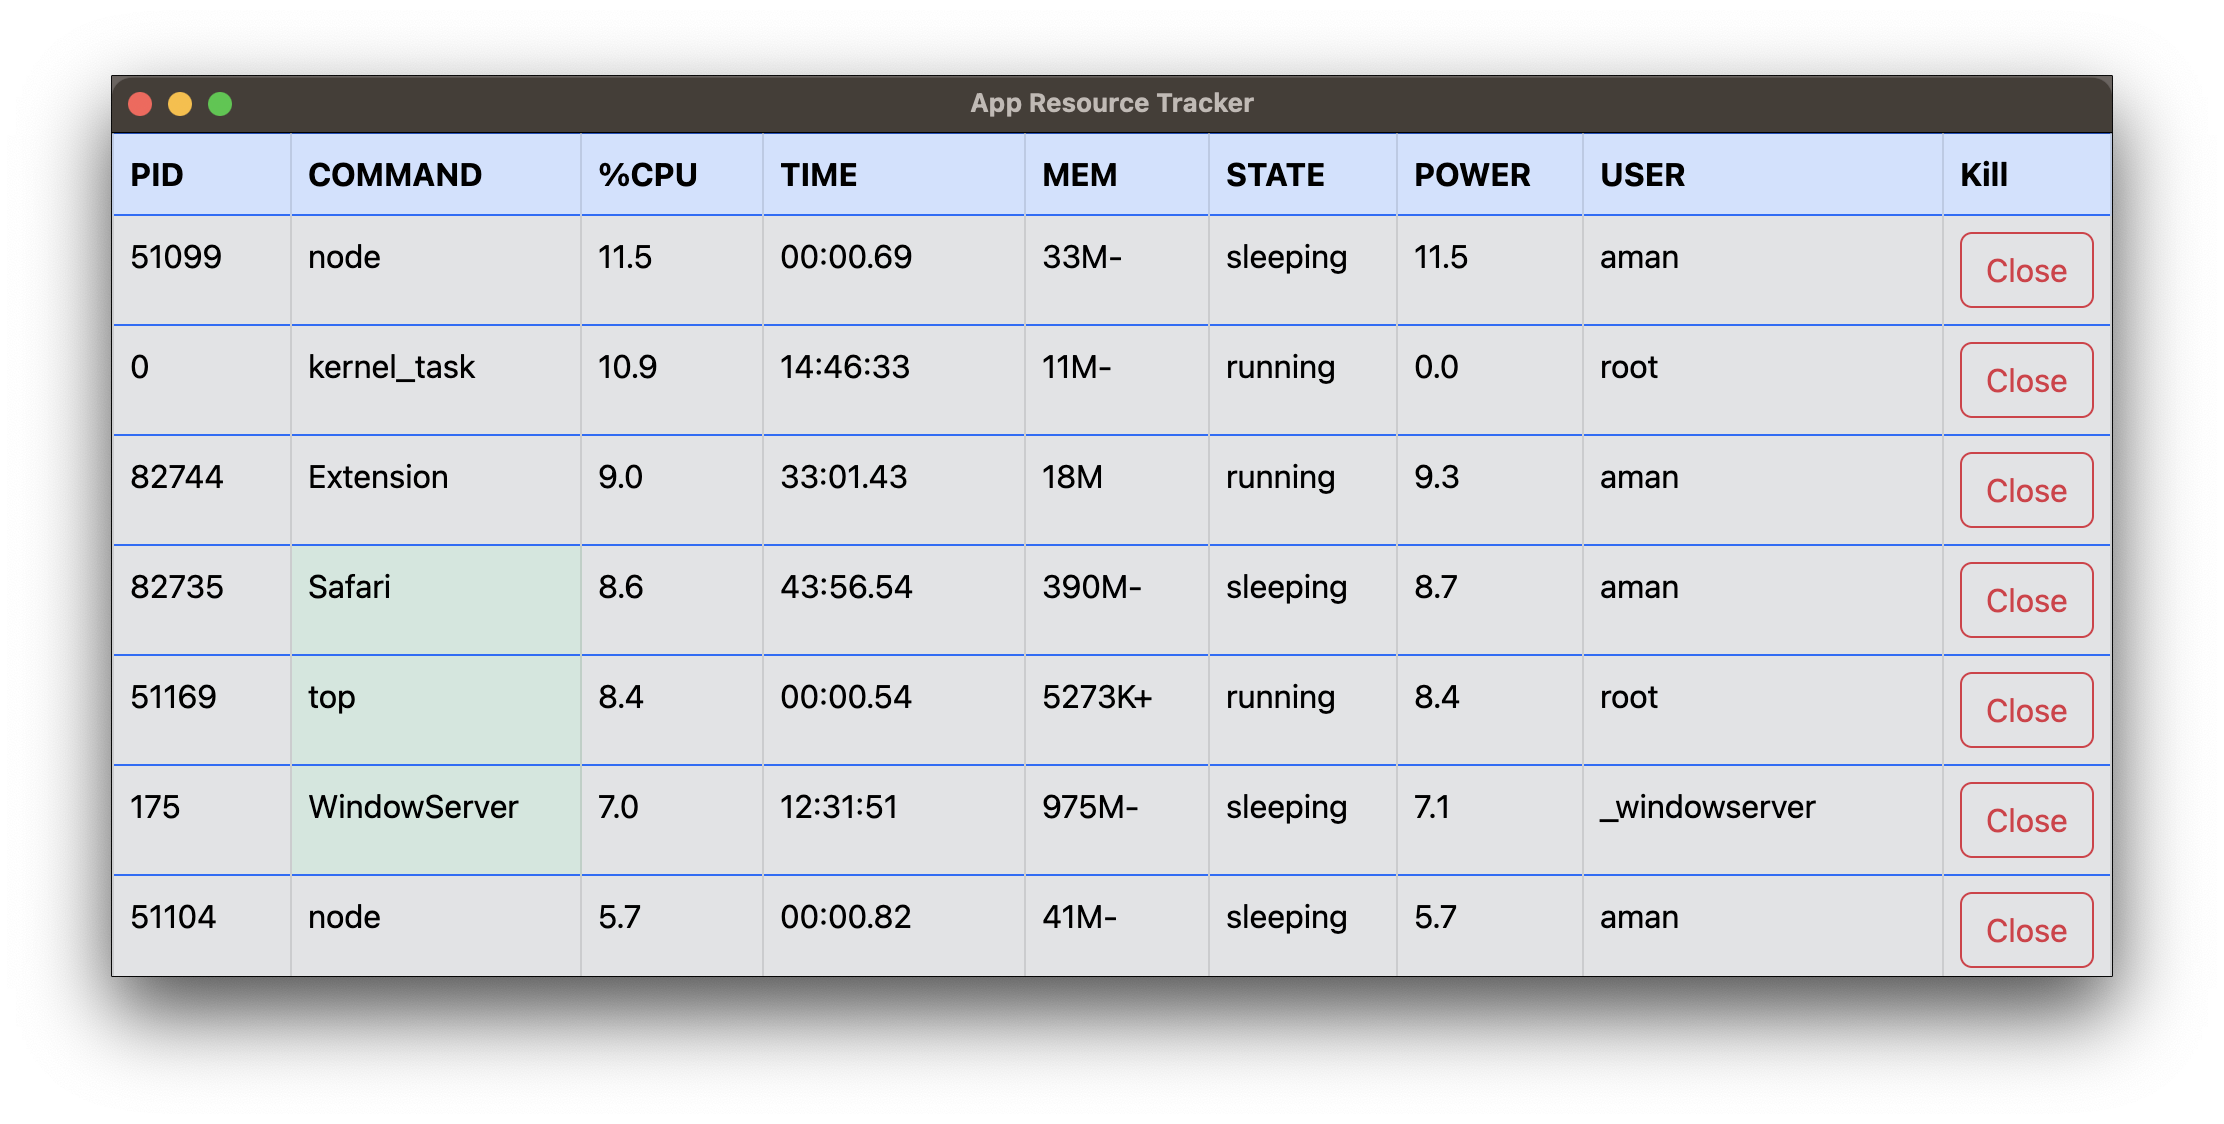 App Resource Tracker
PID COMMAND %CPU TIME MEM STATE POWER USER Kill
51099 node 11.5 00:00.69 33M- sleeping 11.5 aman Close
0 kernel_task 10.9 14:46:33 11M- running 0.0 root Close
82744 Extension 9.0 33:01.43 18M running 9.3 aman Close
82735 Safari 8.6 43:56.54 390M- sleeping 8.7 aman Close
51169 top 8.4 00:00.54 5273K+ running 8.4 root Close
175 WindowServer 7.0 12:31:51 975M- sleeping 7.1 _windowserver Close
51104 node 5.7 00:00.82 41M- sleeping 5.7 aman Close